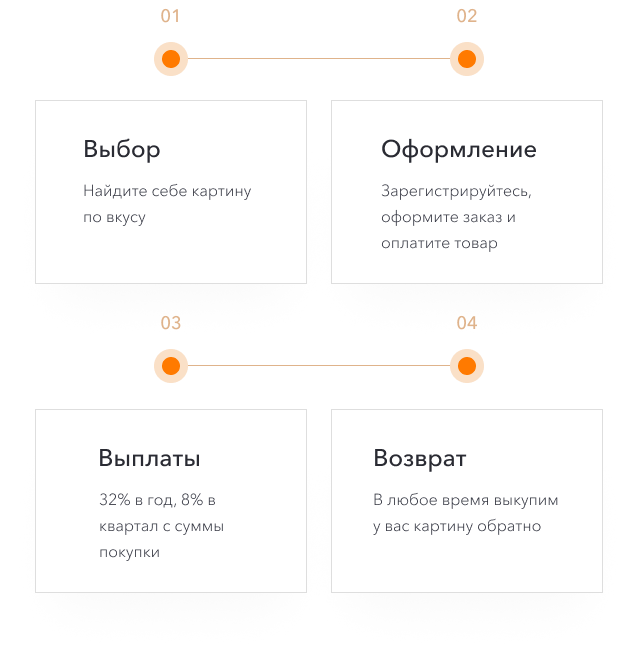 01
02
Выбор
Найдите себе картину
по вкусу
Оформление
Зарегистрируйтесь,
оформите заказ и
оплатите товар
03
04
Выплаты
32% в год, 8% в
квартал с суммы
покупки
Возврат
В любое время выкупим
у вас картину обратно